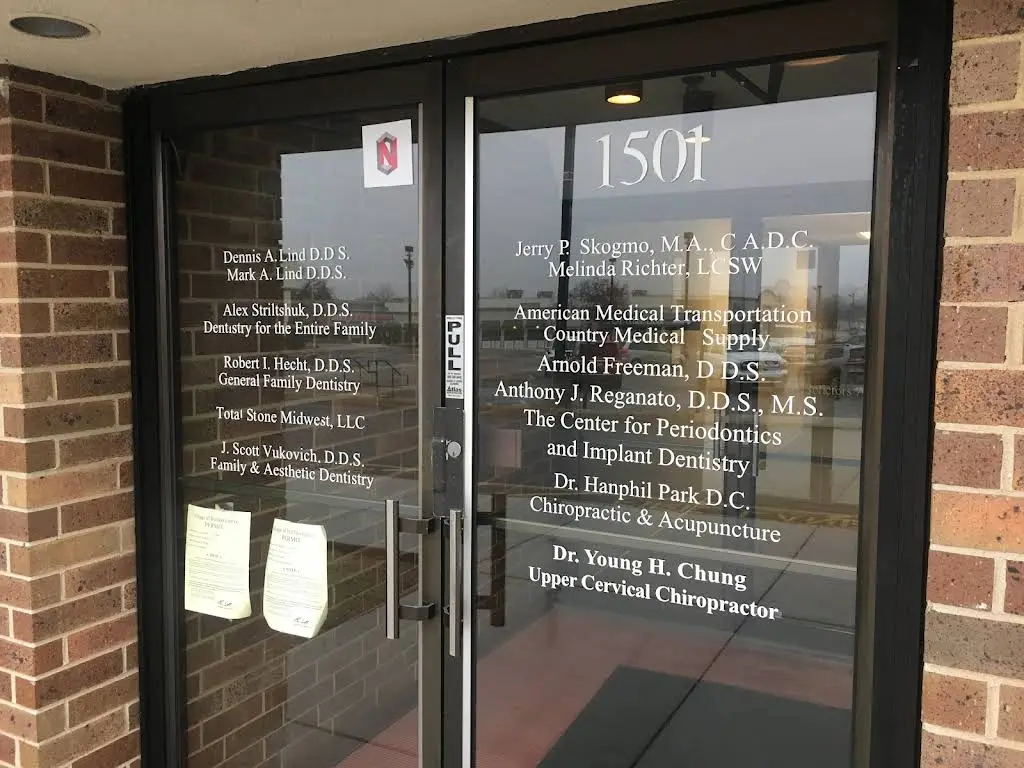 N
1501
Dennis A. Lind D.D S.
Mark A. Lind D.D.S.
Alex Striltshuk, D.D.S.
Dentistry for the Entire Family
Robert I. Hecht, D.D.S.
General Family Dentistry
Total Stone Midwest, LLC
J. Scott Vukovich, D.D.S.
Family & Aesthetic Dentistry
PERMIT
PERMIT
PULL
Atlas
Jerry P. Skogmo, M.A., C A.D.C.
Melinda Richter, LCSW
American Medical Transportation
Country Medical Supply
Arnold Freeman, D D.S.
Anthony J. Reganato, D.D.S., M.S.
The Center for Periodontics
and Implant Dentistry
Dr. Hanphil Park D.C.
Chiropractic & Acupuncture
Dr. Young H. Chung
Upper Cervical Chiropractor